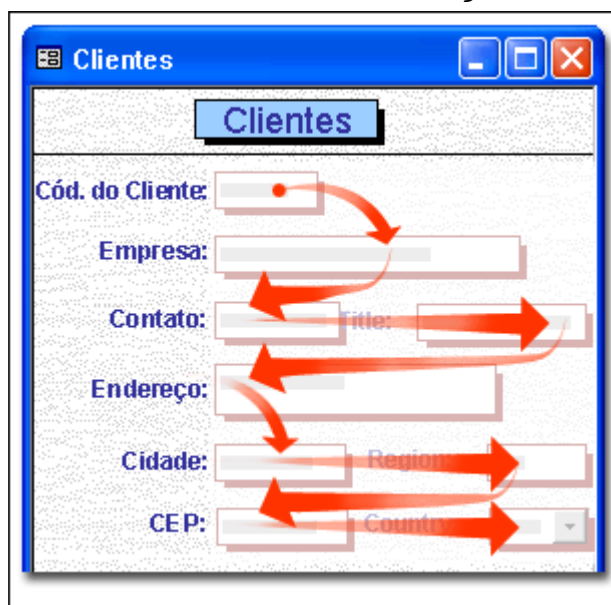 Clientes
Clientes
Cód. do Cliente:
Empresa:
Contato: Title:
Endereço:
Cidade: Region:
CEP: Country: